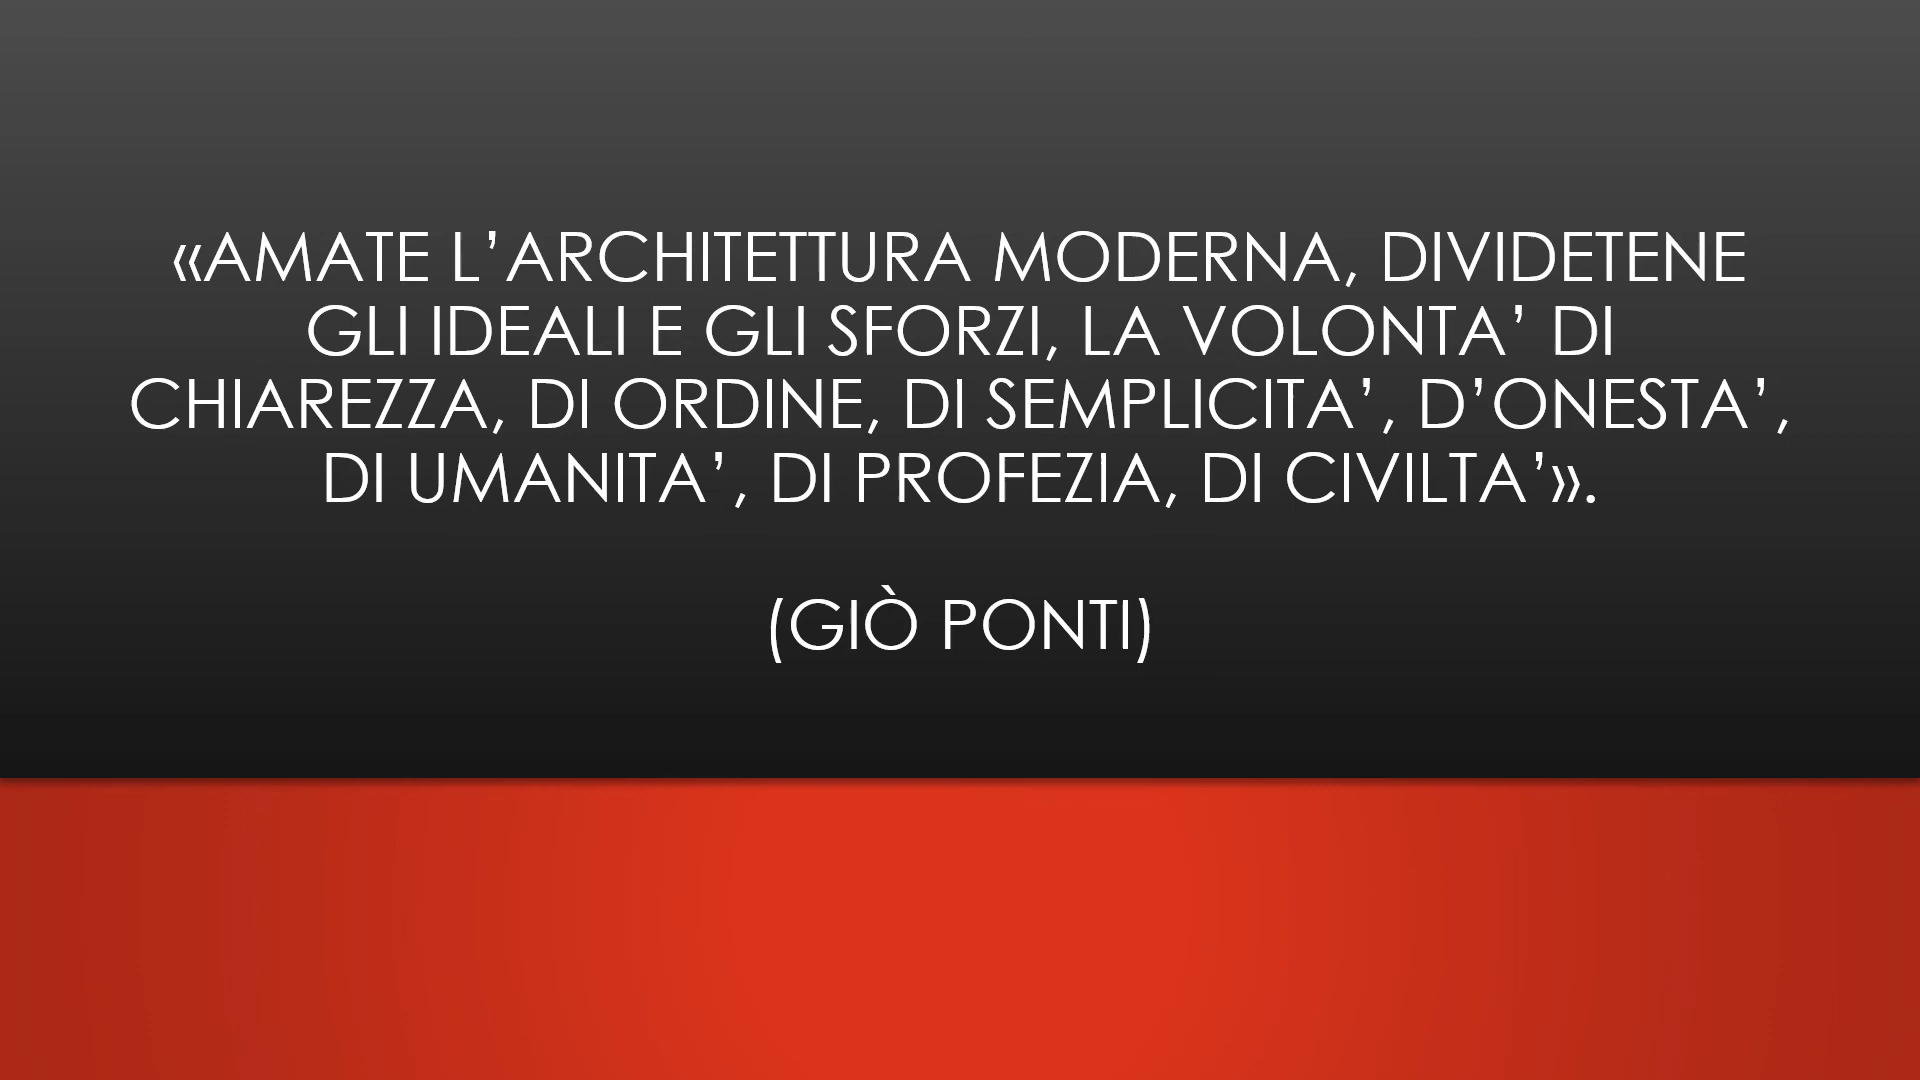 «AMATE L’ARCHITETTURA MODERNA, DIVIDETENE
GLI IDEALI E GLI SFORZI, LA VOLONTA’ DI
CHIAREZZA, DI ORDINE, DI SEMPLICITA’, D’ONESTA’,
DI UMANITA’, DI PROFEZIA, DI CIVILTA’».
(GIÒ PONTI)